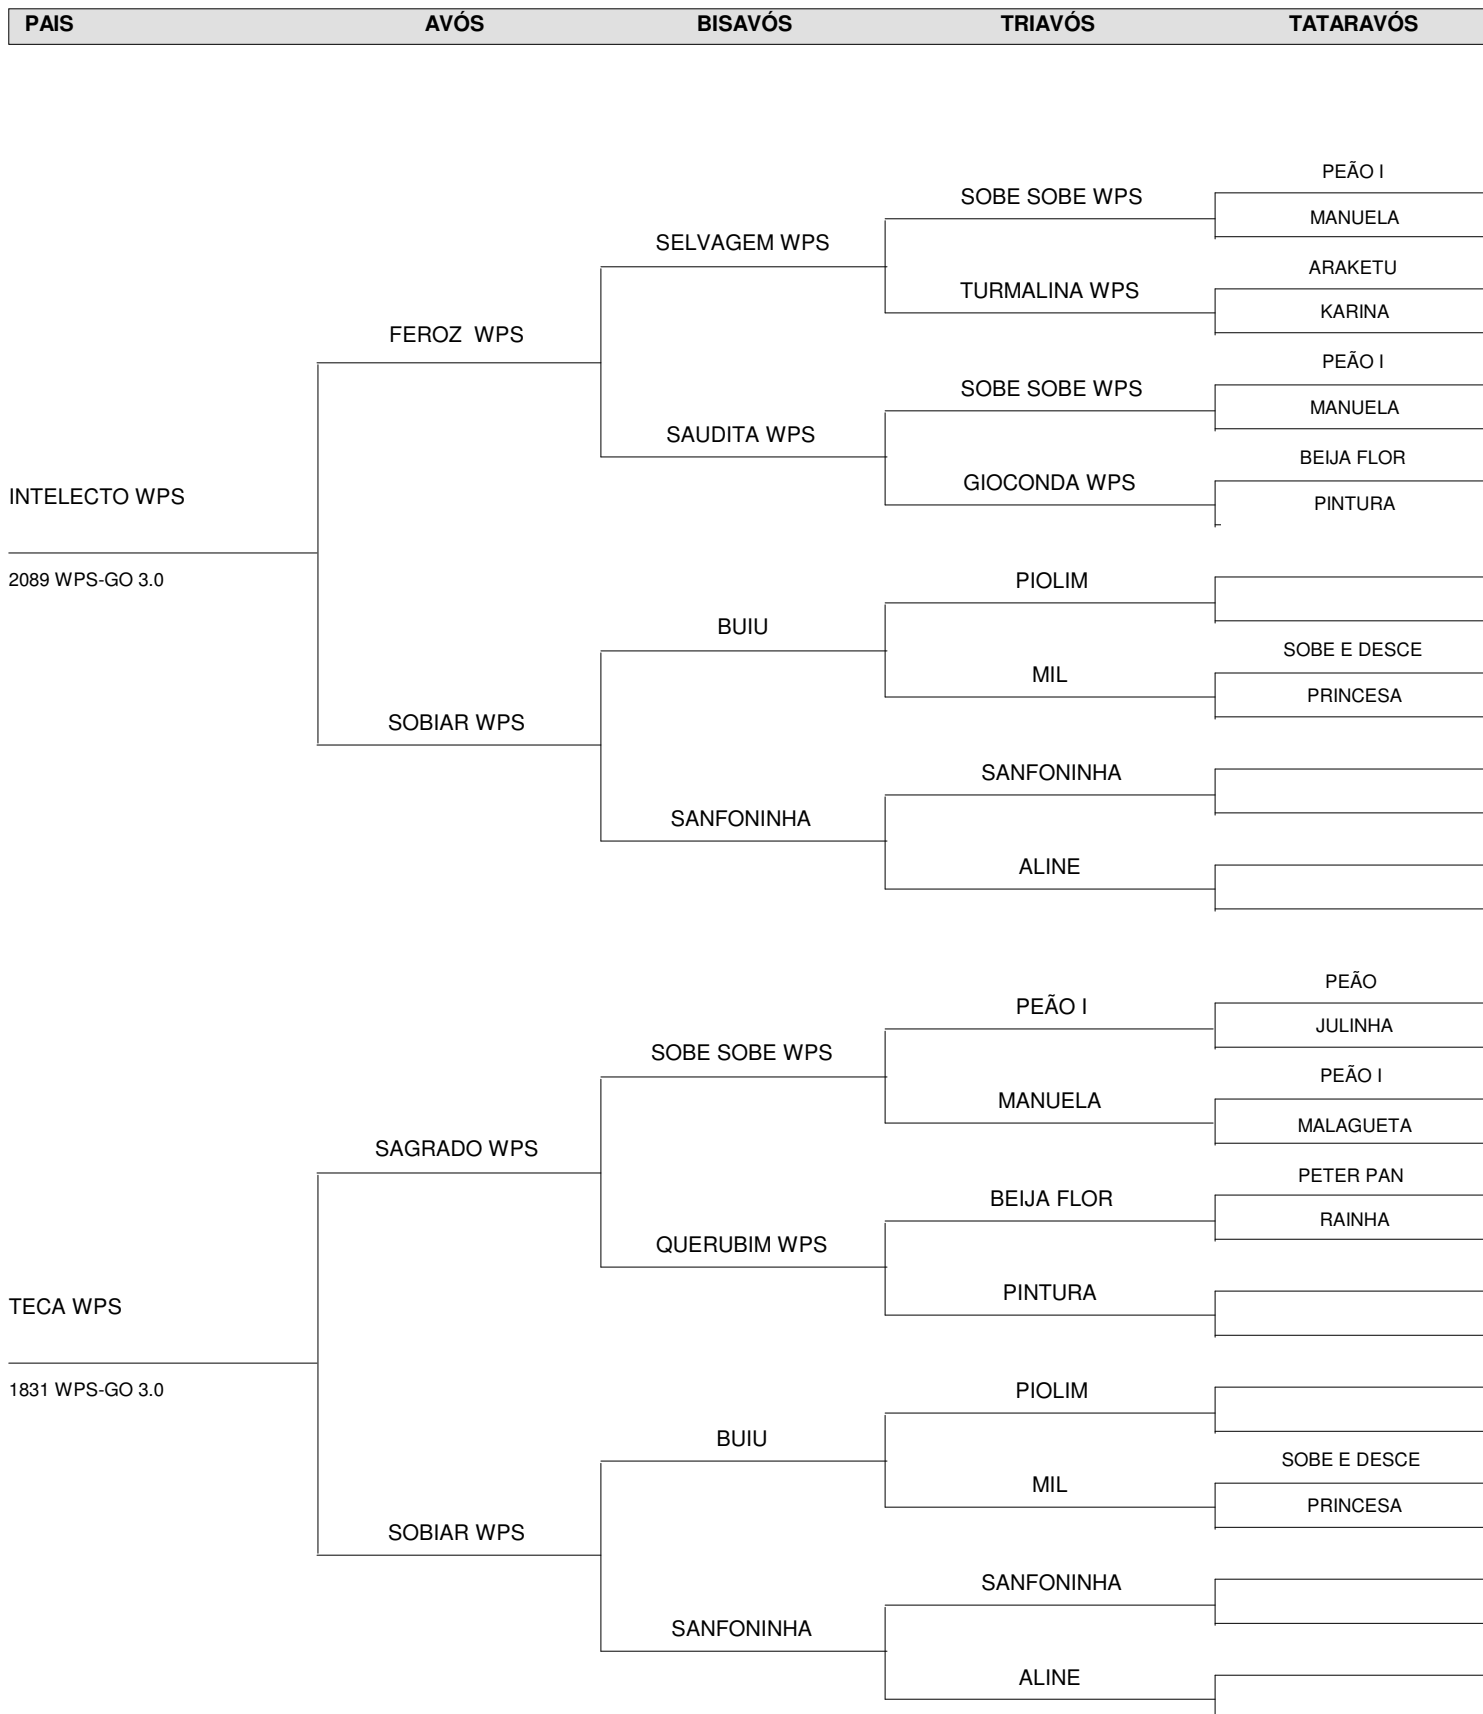 PAIS AVÓS BISAVÓS TRIAVÓS TATARAVÓS
PEÃO I
SOBE SOBE WPS
MANUELA
SELVAGEM WPS
ARAKETU
TURMALINA WPS
KARINA
FEROZ WPS
PEÃO I
SOBE SOBE WPS
MANUELA
SAUDITA WPS
BEIJA FLOR
GIOCONDA WPS
INTELECTO WPS
PINTURA
2089 WPS-GO 3.0
PIOLIM
BUIU
SOBE E DESCE
MIL
PRINCESA
SOBIAR WPS
SANFONINHA
SANFONINHA
ALINE
PEÃO
PEÃO I
JULINHA
SOBE SOBE WPS
PEÃO I
MANUELA
MALAGUETA
SAGRADO WPS
PETER PAN
BEIJA FLOR
RAINHA
QUERUBIM WPS
PINTURA
TECA WPS
1831 WPS-GO 3.0
PIOLIM
BUIU
SOBE E DESCE
MIL
PRINCESA
SOBIAR WPS
SANFONINHA
SANFONINHA
ALINE